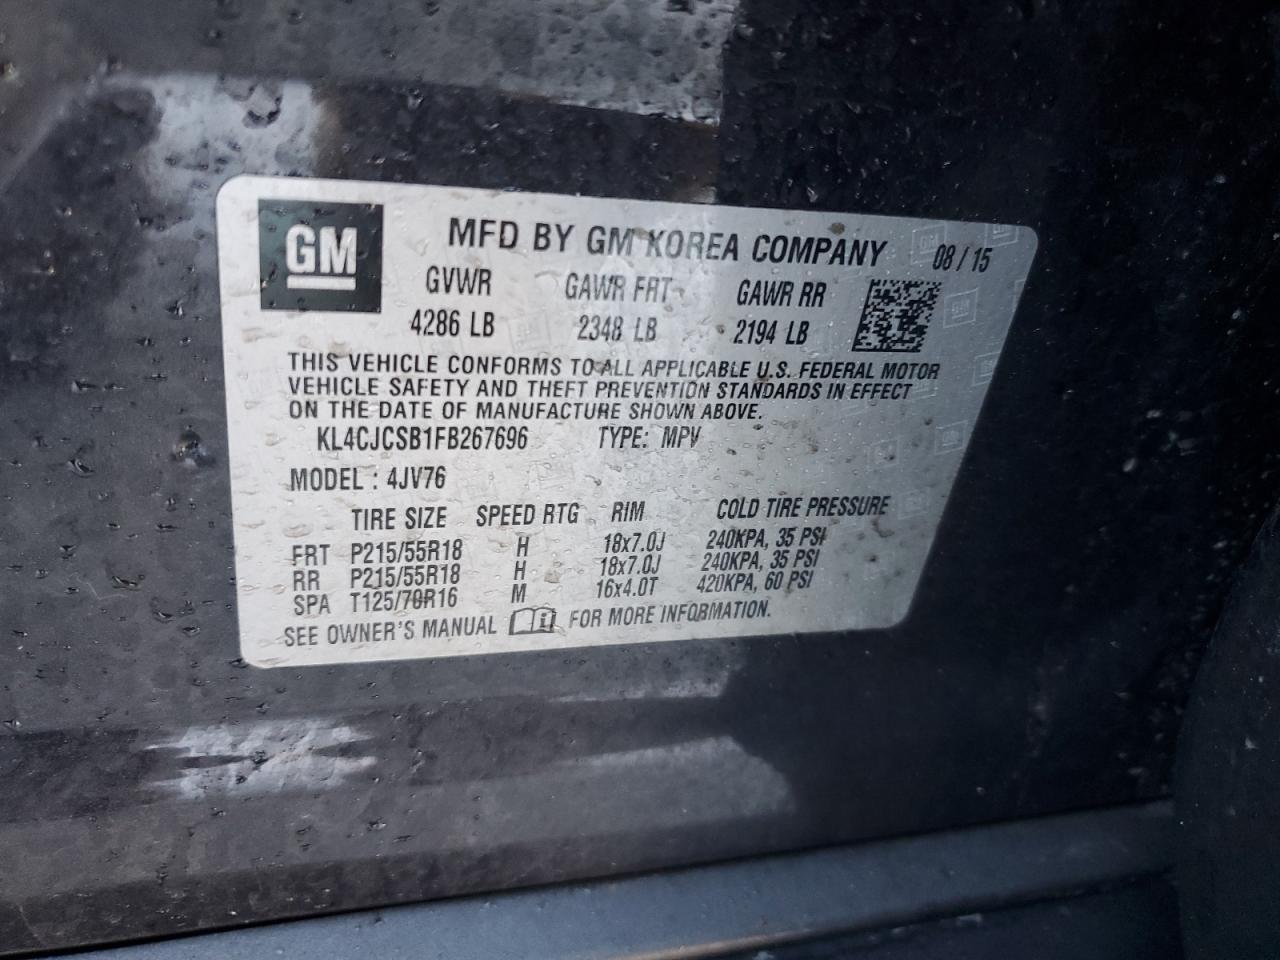 GM
MFD BY GM KOREA COMPANY 08/15
GVWR GAWR FRT GAWR RR
4286 LB 2348 LB 2194 LB
THIS VEHICLE CONFORMS TO ALL APPLICABLE U.S. FEDERAL MOTOR
VEHICLE SAFETY AND THEFT PREVENTION STANDARDS IN EFFECT
ON THE DATE OF MANUFACTURE SHOWN ABOVE.
KL4CJCSB1FB267696 TYPE: MPV
MODEL : 4JV76
TIRE SIZE SPEED RTG RIM COLD TIRE PRESSURE
FRT P215/55R18 H 18x7.0J 240KPA, 35 PSI
RR P215/55R18 H 18x7.0J 240KPA, 35 PSI
SPA T125/70R16 M 16x4.0T 420KPA, 60 PSI
SEE OWNER'S MANUAL i FOR MORE INFORMATION.